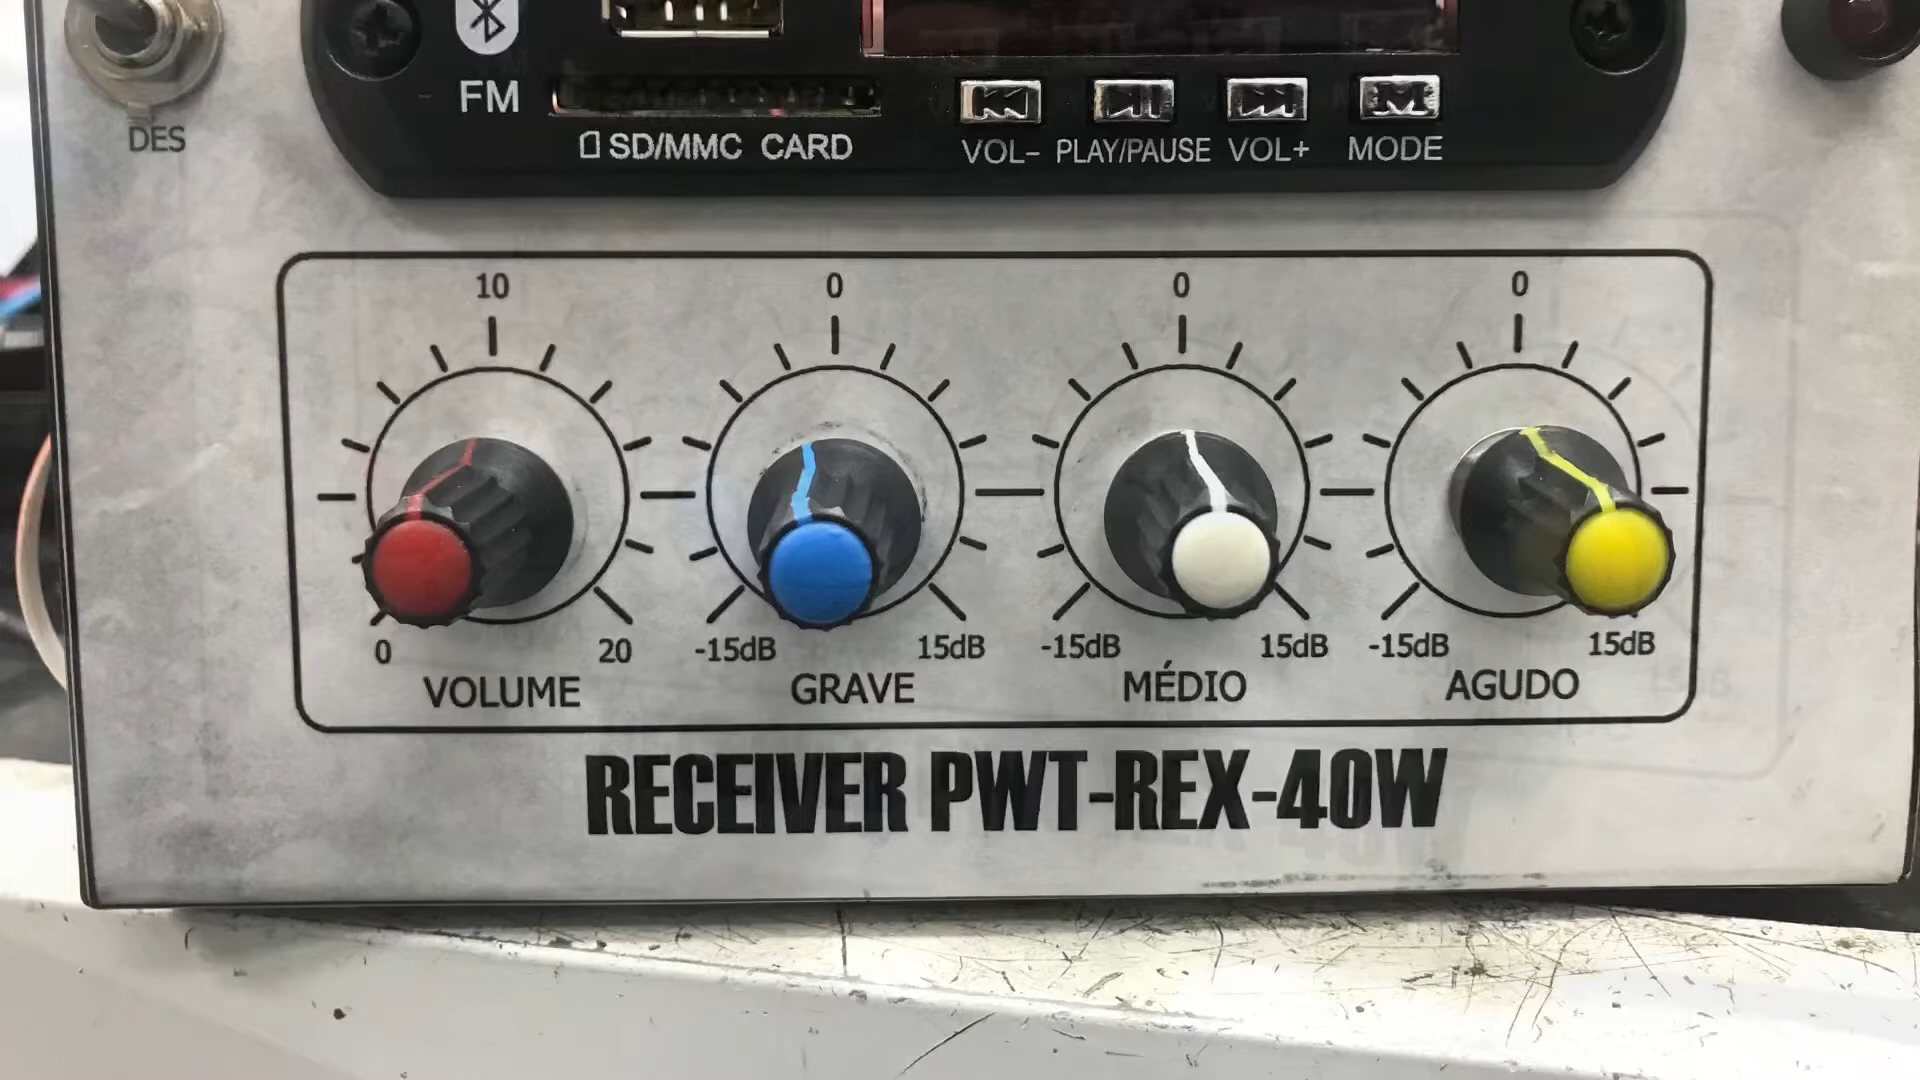 DES
FM
SD/MMC CARD
VOL- PLAY/PAUSE VOL+ MODE
10 0 0 0
0 20 -15dB 15dB -15dB 15dB -15dB 15dB
VOLUME GRAVE MÉDIO AGUDO
RECEIVER PWT-REX-40W